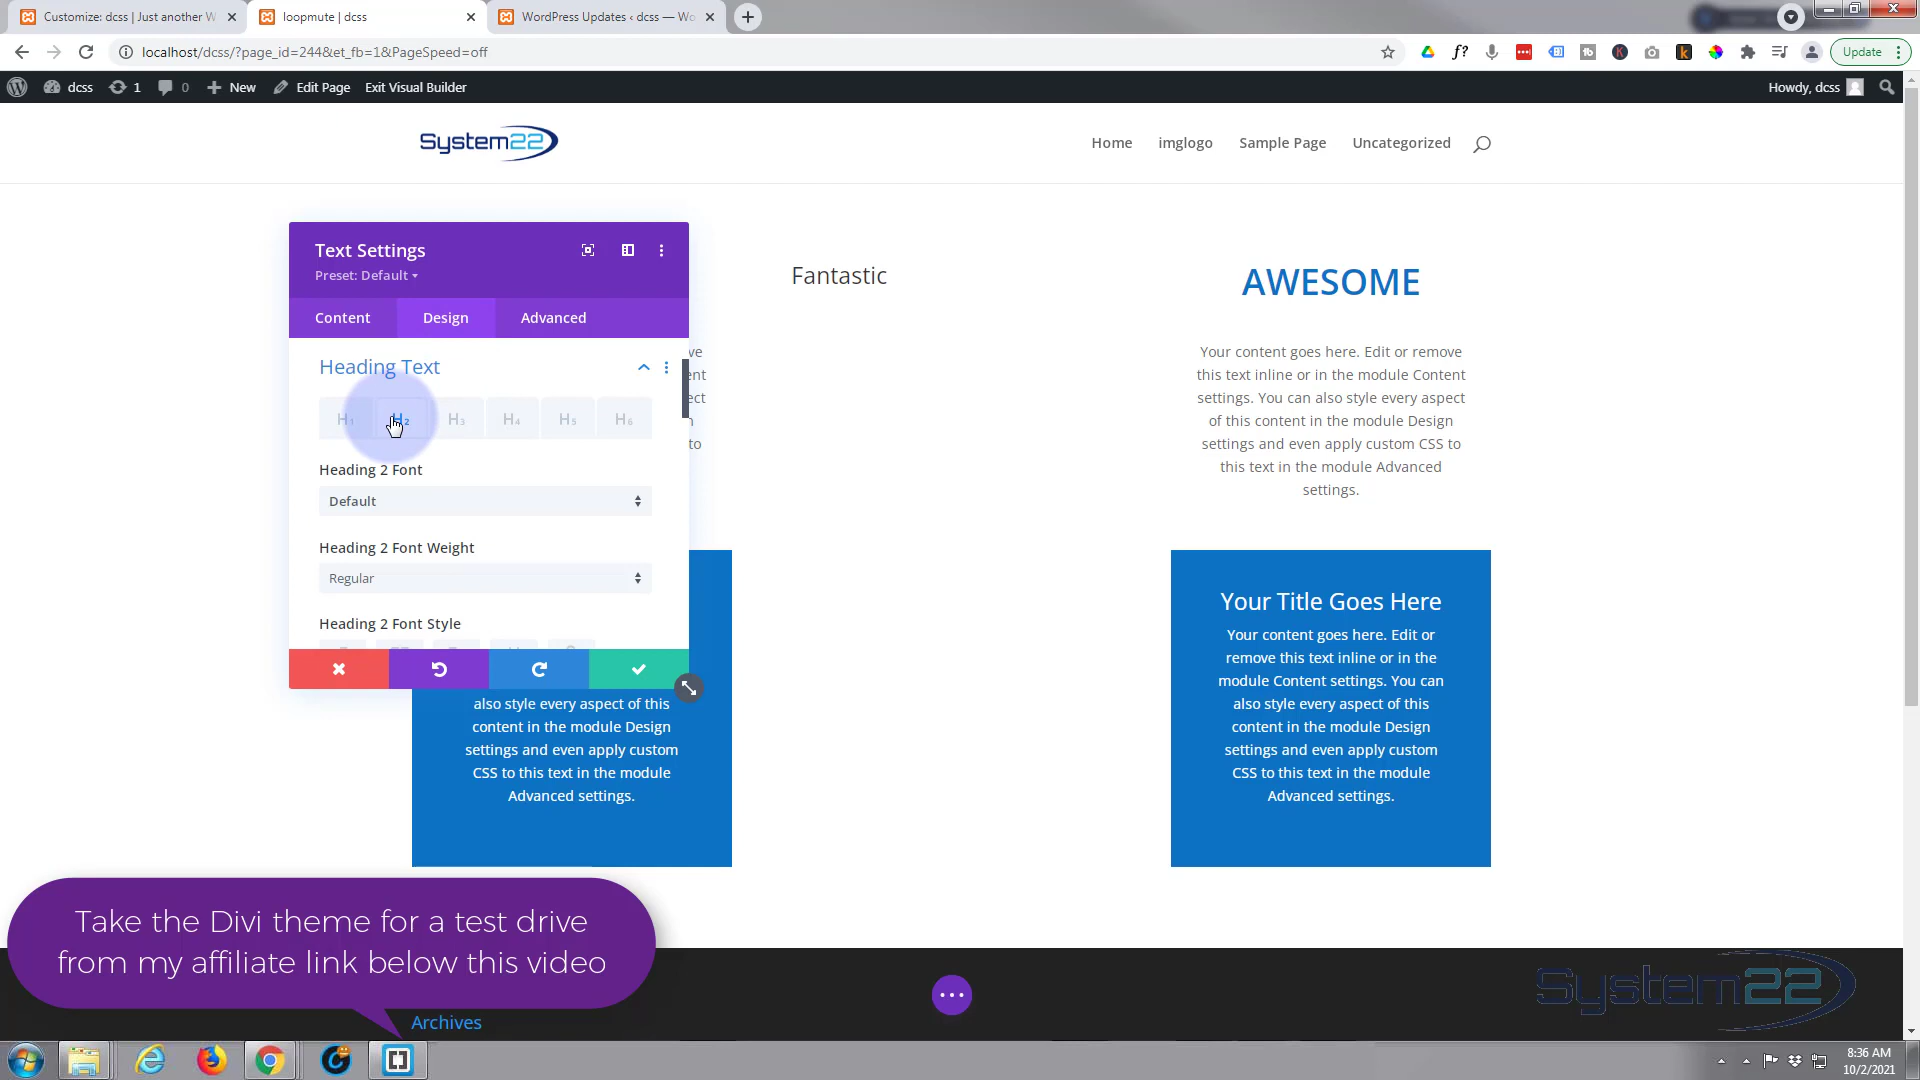 Customize: dcss | Just another W
loopmute | dcss
WordPress Updates ‹ dcss — Wo
localhost/dcss/?page_id=244&et_fb=1&PageSpeed=off
Update
dcss
1
0
New
Edit Page
Exit Visual Builder
Howdy, dcss
System22
Home
imglogo
Sample Page
Uncategorized
Text Settings
Preset: Default
Content
Design
Advanced
Heading Text
H1
H2
H3
H4
H5
H6
Heading 2 Font
Default
Heading 2 Font Weight
Regular
Heading 2 Font Style
Fantastic
AWESOME
Your content goes here. Edit or remove
this text inline or in the module Content
settings. You can also style every aspect
of this content in the module Design
settings and even apply custom CSS to
this text in the module Advanced
settings.
also style every aspect of this
content in the module Design
settings and even apply custom
CSS to this text in the module
Advanced settings.
Your Title Goes Here
Your content goes here. Edit or
remove this text inline or in the
module Content settings. You can
also style every aspect of this
content in the module Design
settings and even apply custom
CSS to this text in the module
Advanced settings.
Take the Divi theme for a test drive
from my affiliate link below this video
Archives
System22
8:36 AM
10/2/2021